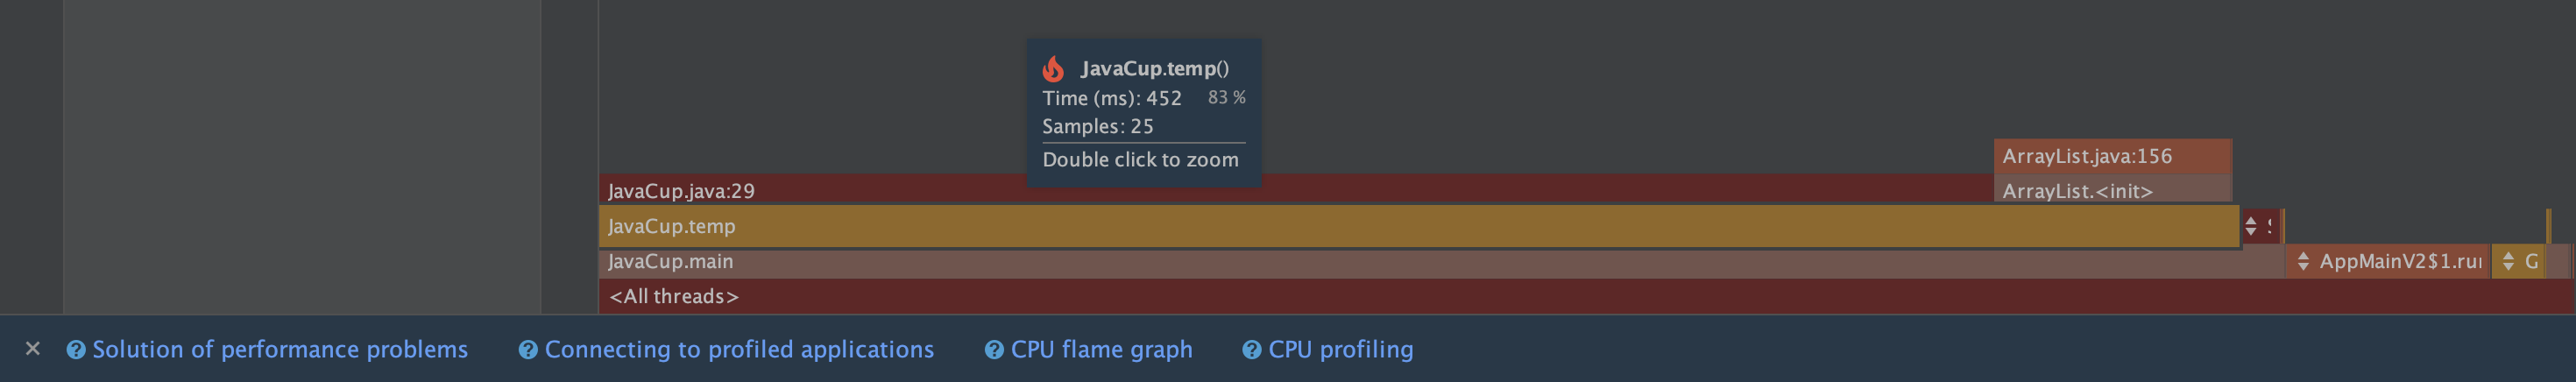 JavaCup.temp()
Time (ms): 452 83 %
Samples: 25
Double click to zoom
ArrayList.java:156
JavaCup.java:29
ArrayList.<init>
JavaCup.temp
JavaCup.main
AppMainV2$1.ru
G
<All threads>
Solution of performance problems
Connecting to profiled applications
CPU flame graph
CPU profiling